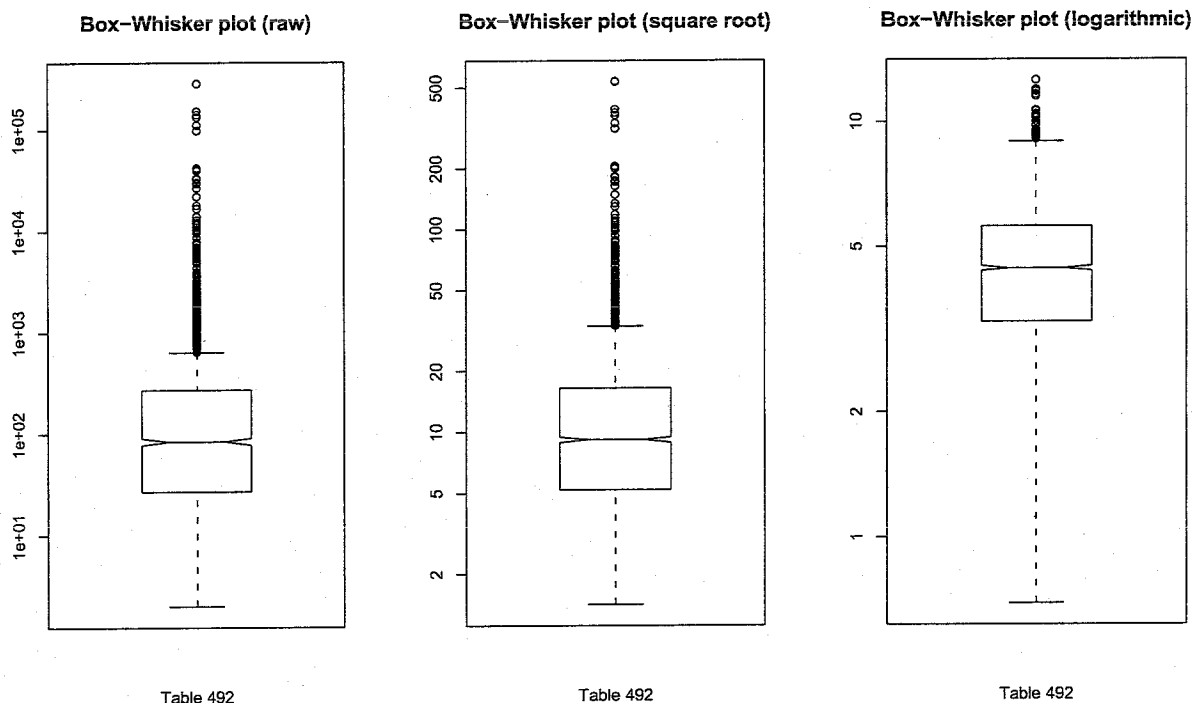 Box−Whisker plot (raw)
1e+05
1e+04
1e+03
1e+02
1e+01
Table 492
Box−Whisker plot (square root)
500
200
100
50
20
10
5
2
Table 492
Box−Whisker plot (logarithmic)
10
5
2
1
Table 492